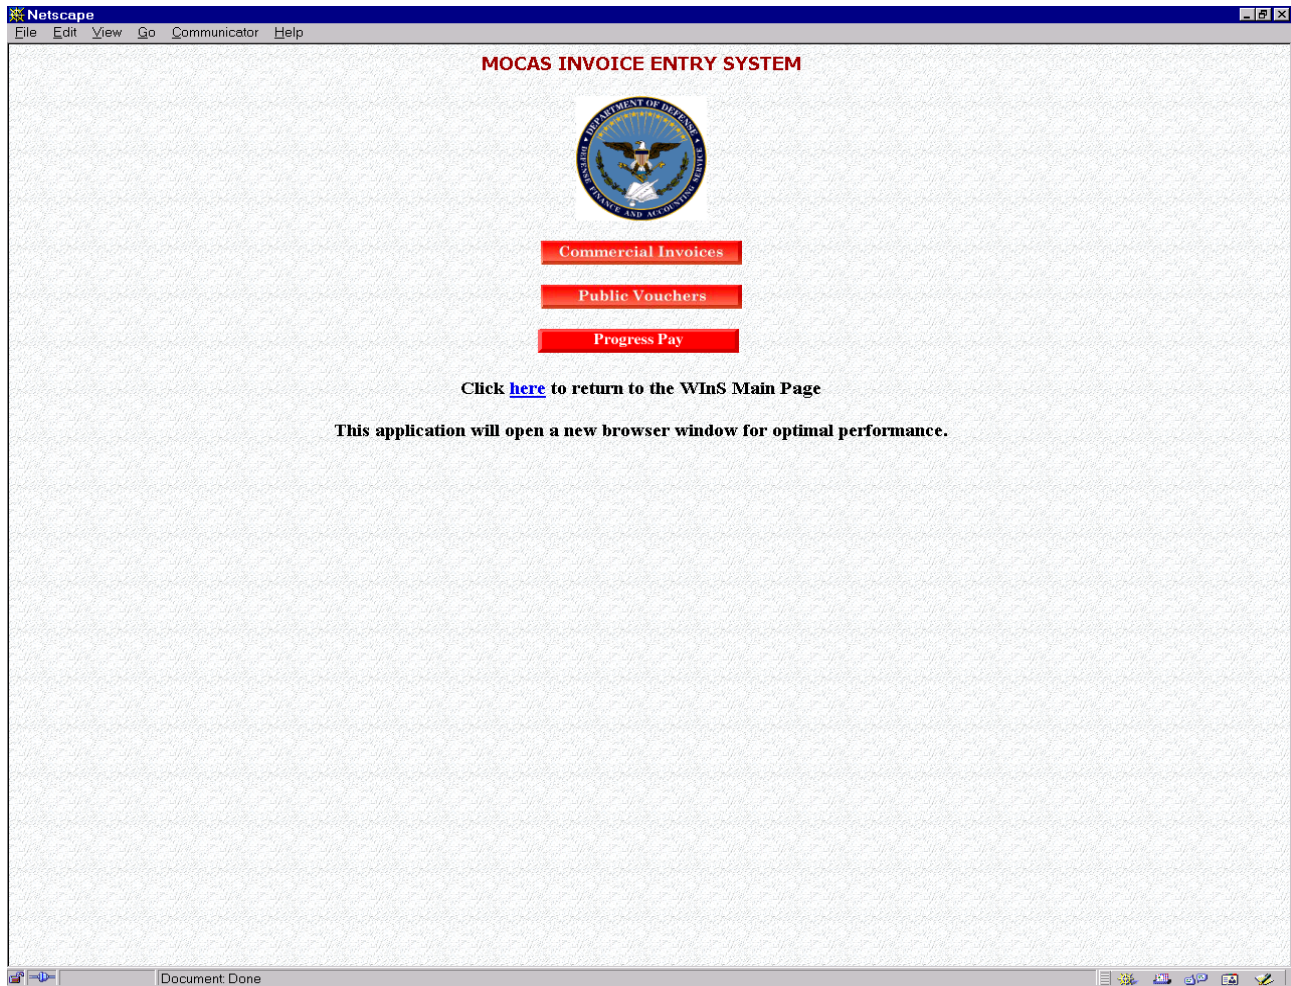 Netscape
File Edit View Go Communicator Help
MOCAS INVOICE ENTRY SYSTEM
DEPARTMENT OF DEFENSE
DEFENSE FINANCE AND ACCOUNTING SERVICE
Commercial Invoices
Public Vouchers
Progress Pay
Click here to return to the WInS Main Page
This application will open a new browser window for optimal performance.
Document: Done